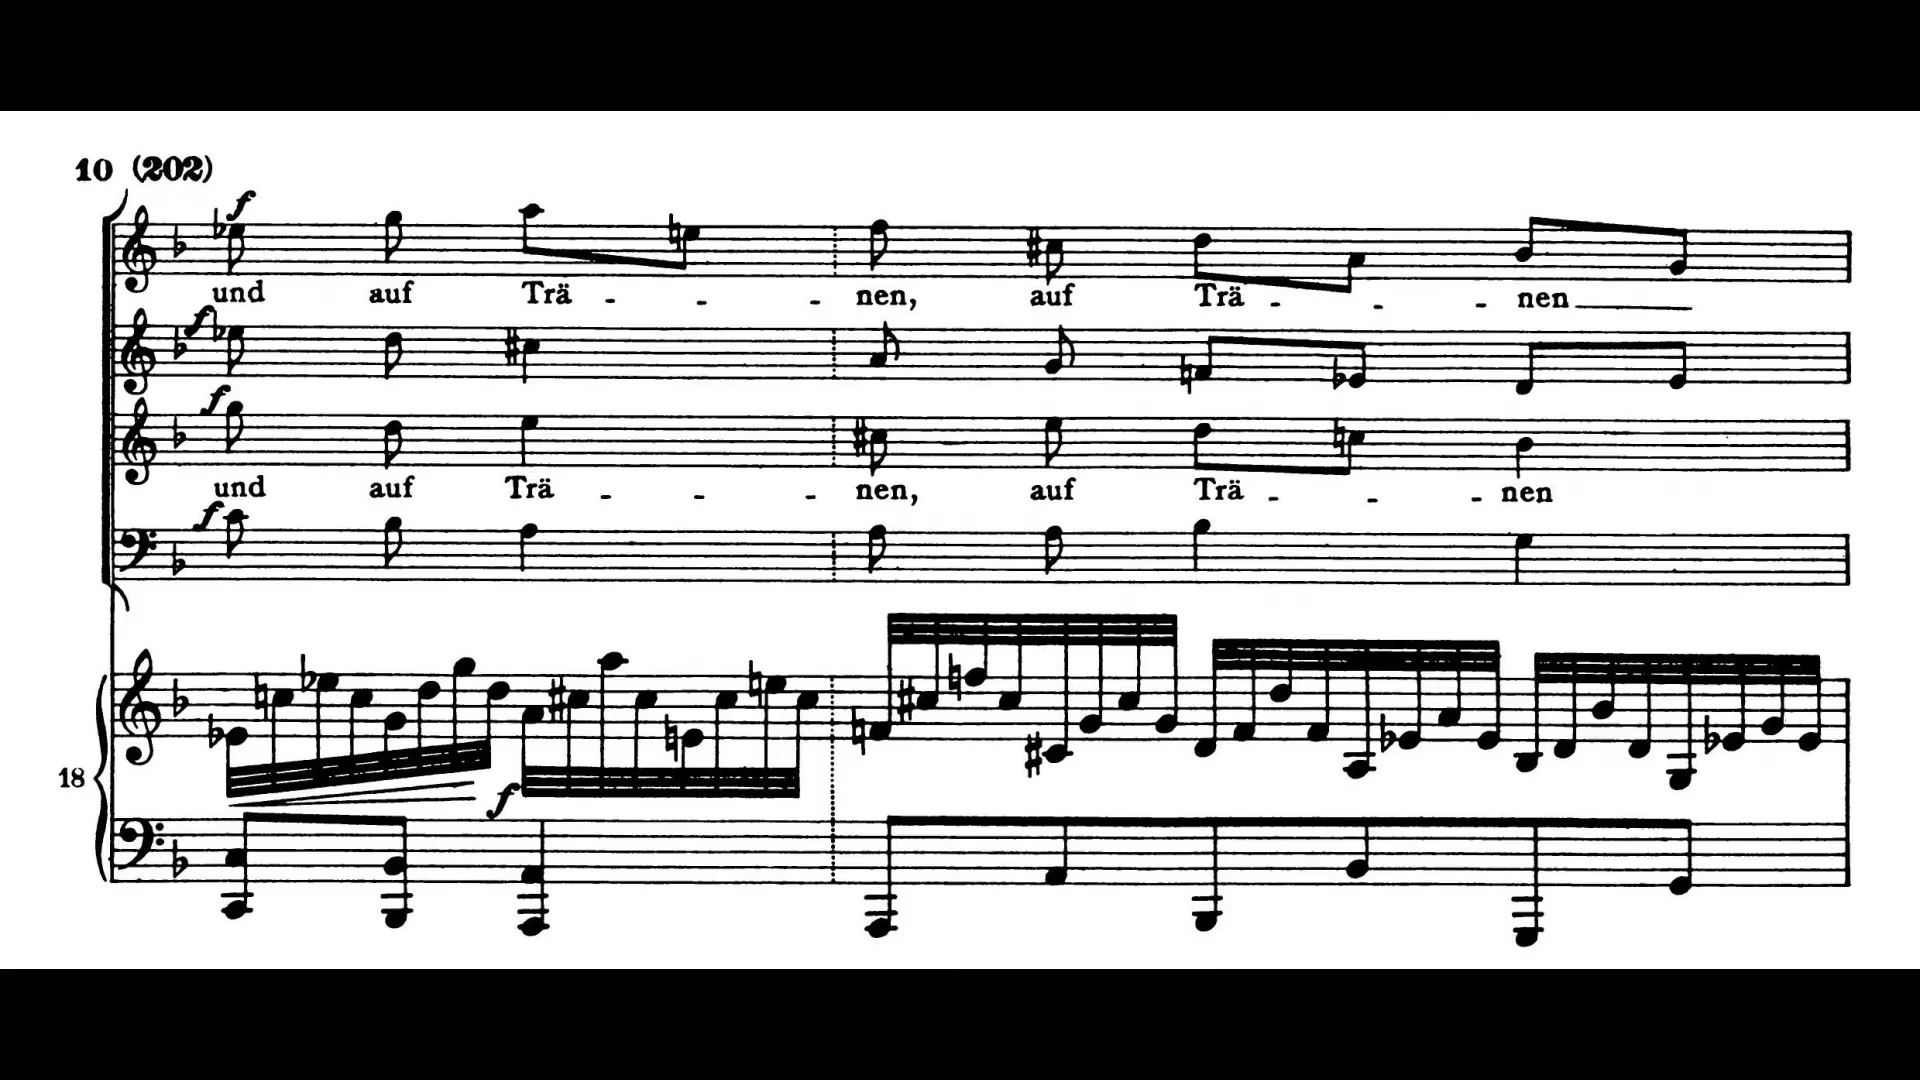 10 (202)
f
und auf Trä - - - nen, auf Trä - - - nen
f
f
und auf Trä - - - nen, auf Trä - - - nen
f
18
f